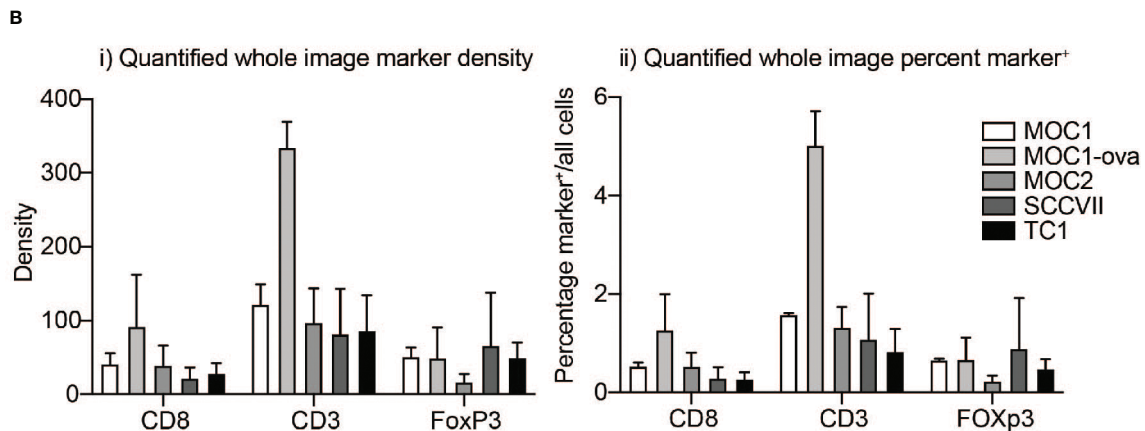 B
i) Quantified whole image marker density
400
300
200
100
0
Density
CD8 CD3 FoxP3
ii) Quantified whole image percent marker⁺
6
4
2
0
Percentage marker⁺/all cells
CD8 CD3 FOXp3
MOC1
MOC1-ova
MOC2
SCCVII
TC1